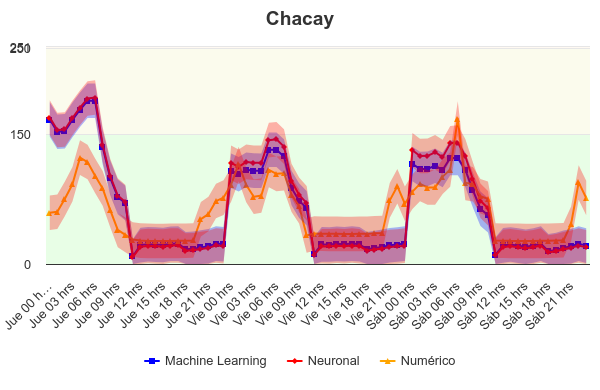 Chacay
250
150
0
Jue 00 h…
Jue 03 hrs
Jue 06 hrs
Jue 09 hrs
Jue 12 hrs
Jue 15 hrs
Jue 18 hrs
Jue 21 hrs
Vie 00 hrs
Vie 03 hrs
Vie 06 hrs
Vie 09 hrs
Vie 12 hrs
Vie 15 hrs
Vie 18 hrs
Vie 21 hrs
Sáb 00 hrs
Sáb 03 hrs
Sáb 06 hrs
Sáb 09 hrs
Sáb 12 hrs
Sáb 15 hrs
Sáb 18 hrs
Sáb 21 hrs
Machine Learning
Neuronal
Numérico